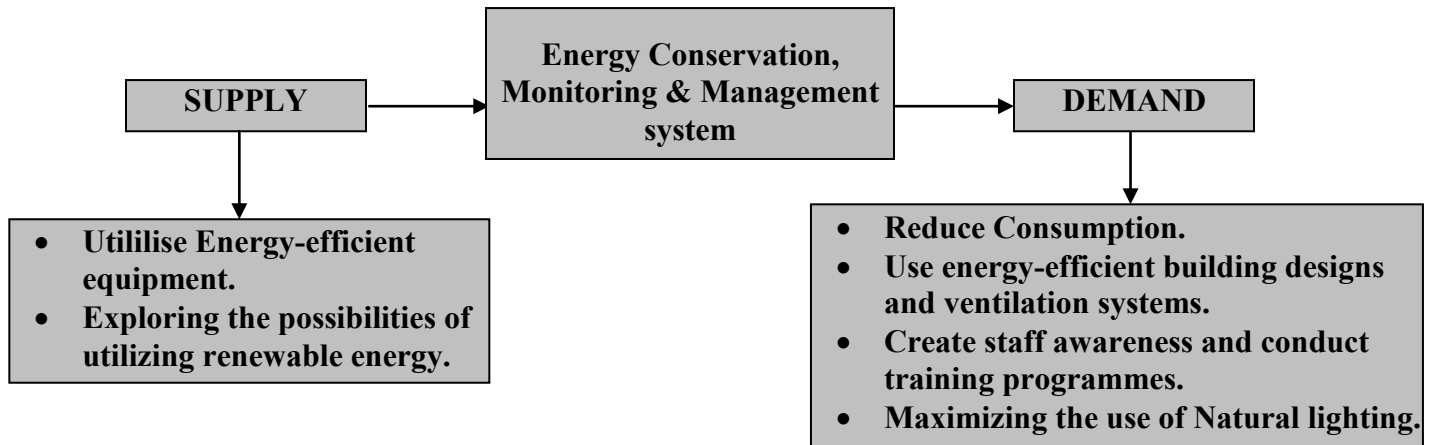 SUPPLY
Energy Conservation,
Monitoring & Management
system
DEMAND
• Utililise Energy-efficient
equipment.
• Exploring the possibilities of
utilizing renewable energy.
• Reduce Consumption.
• Use energy-efficient building designs
and ventilation systems.
• Create staff awareness and conduct
training programmes.
• Maximizing the use of Natural lighting.